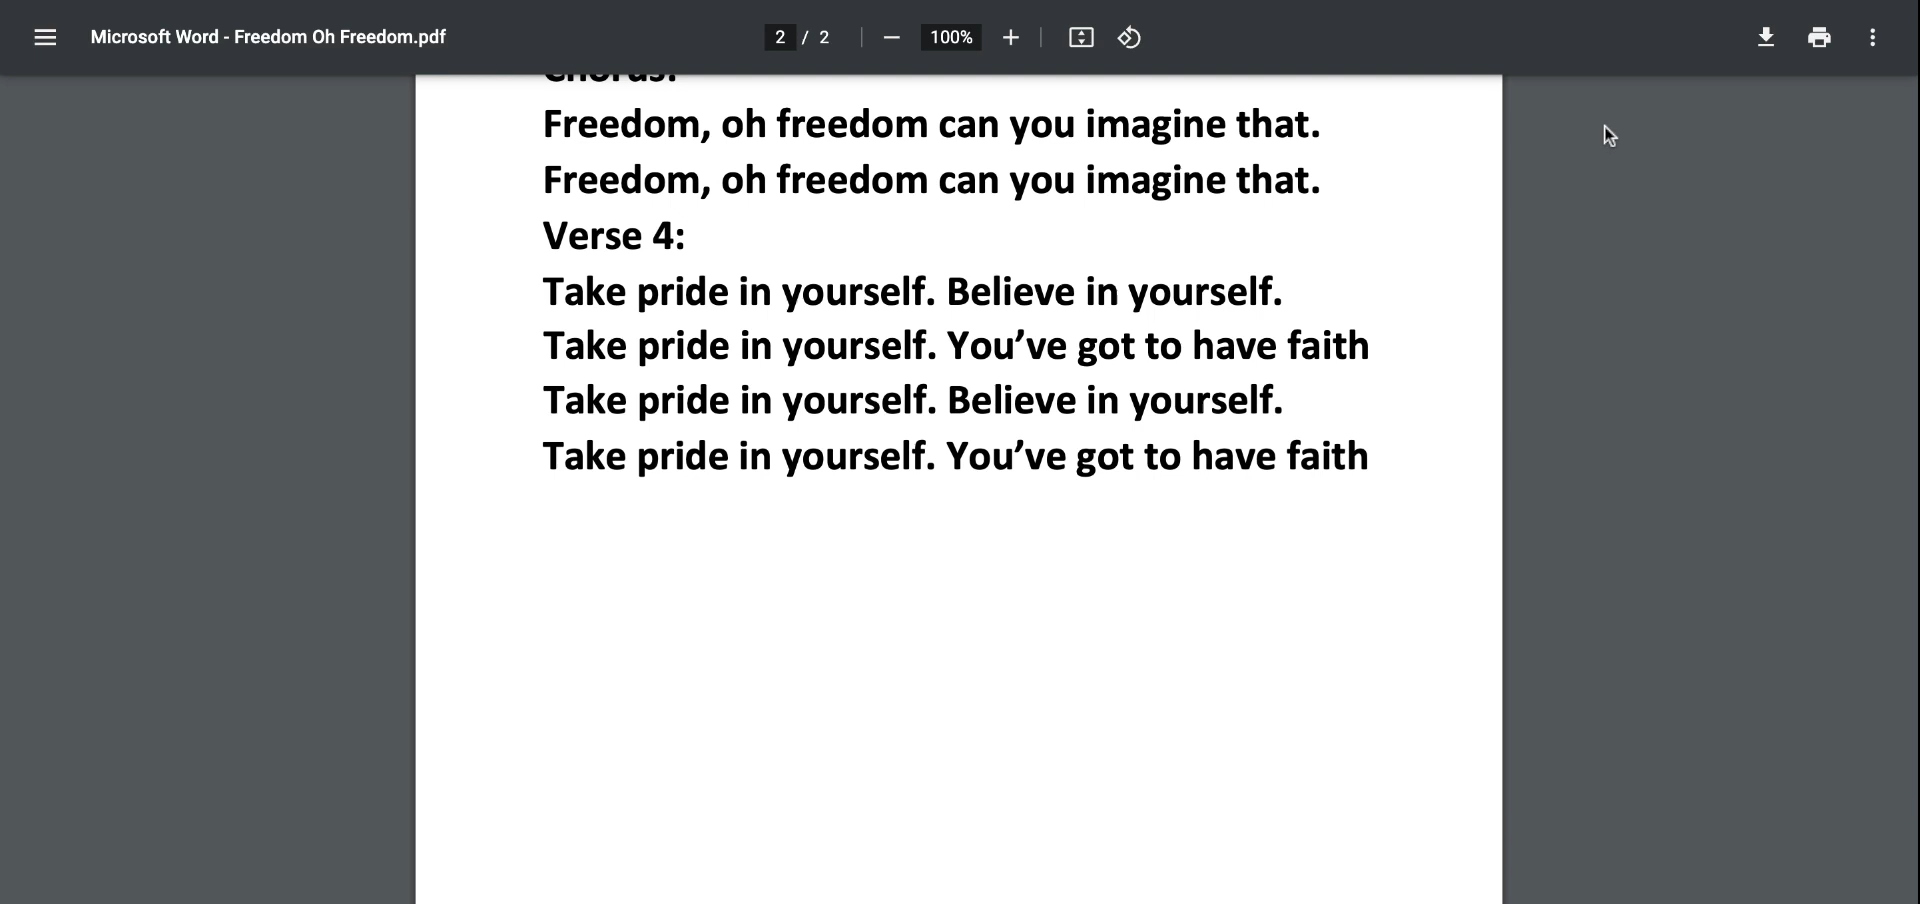 Microsoft Word - Freedom Oh Freedom.pdf
2 / 2
100%
Chorus:
Freedom, oh freedom can you imagine that.
Freedom, oh freedom can you imagine that.
Verse 4:
Take pride in yourself. Believe in yourself.
Take pride in yourself. You’ve got to have faith
Take pride in yourself. Believe in yourself.
Take pride in yourself. You’ve got to have faith